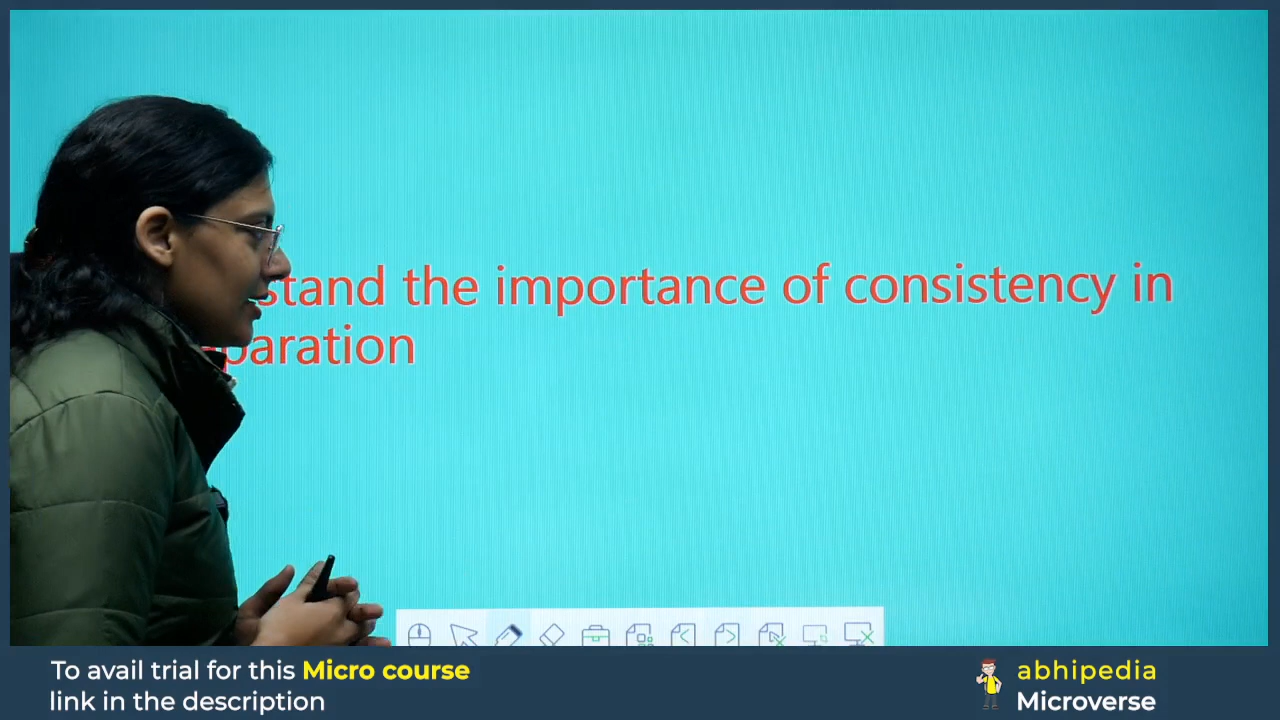 stand the importance of consistency in
paration
To avail trial for this Micro course
link in the description
abhipedia
Microverse